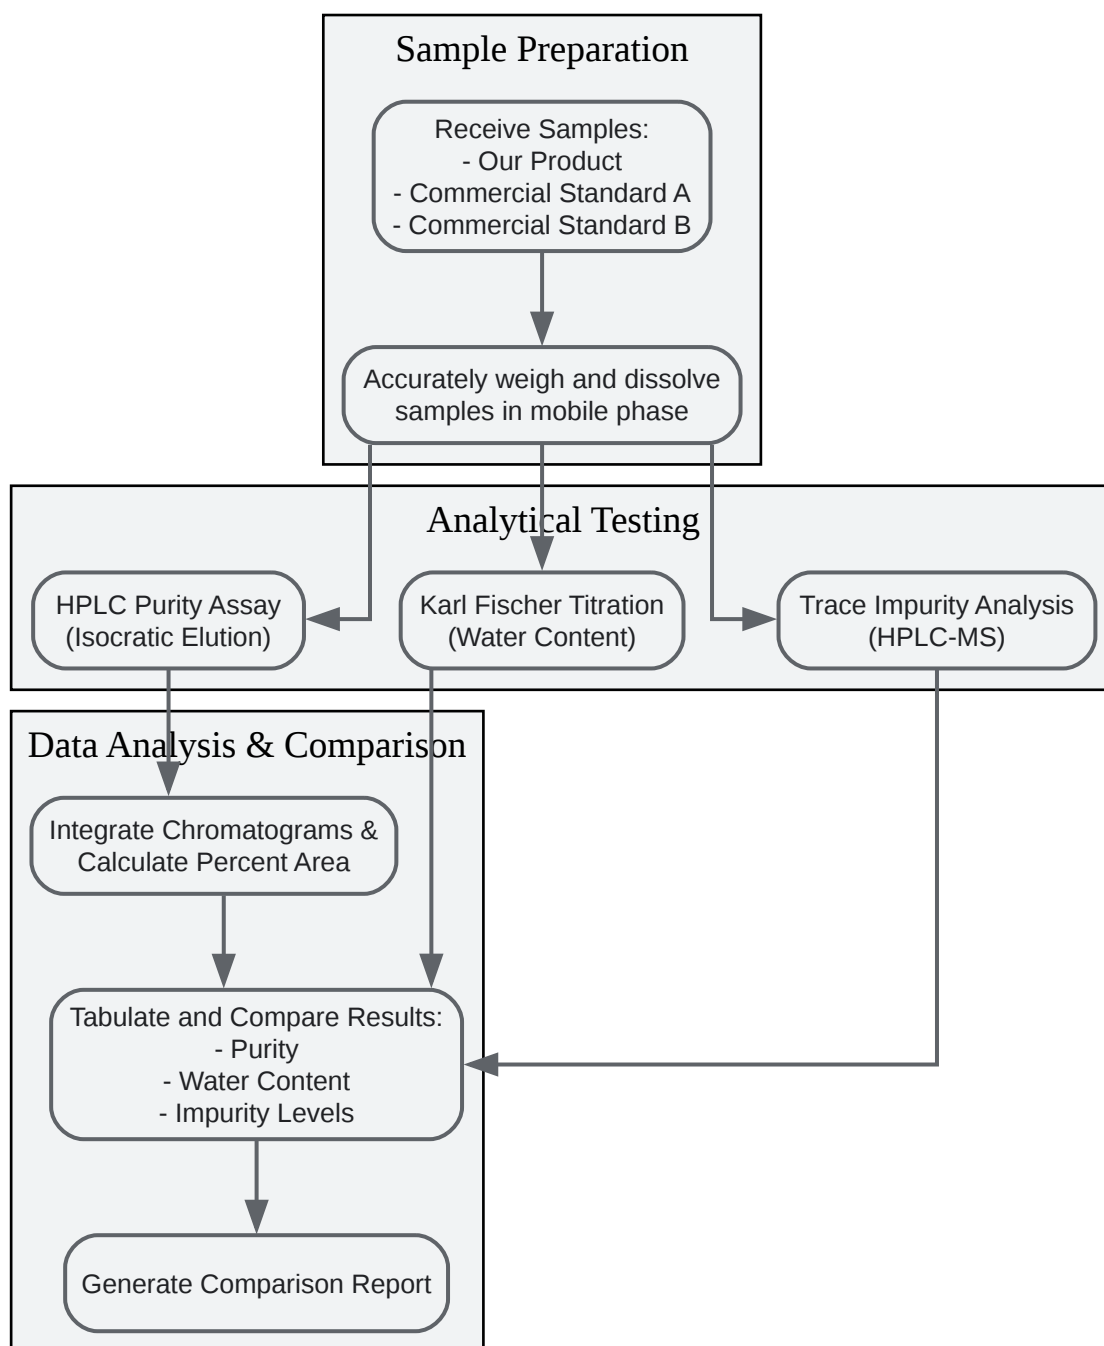 Sample Preparation
Receive Samples:
- Our Product
- Commercial Standard A
- Commercial Standard B
Accurately weigh and dissolve
samples in mobile phase
Analytical Testing
HPLC Purity Assay
(Isocratic Elution)
Karl Fischer Titration
(Water Content)
Trace Impurity Analysis
(HPLC-MS)
Data Analysis & Comparison
Integrate Chromatograms &
Calculate Percent Area
Tabulate and Compare Results:
- Purity
- Water Content
- Impurity Levels
Generate Comparison Report